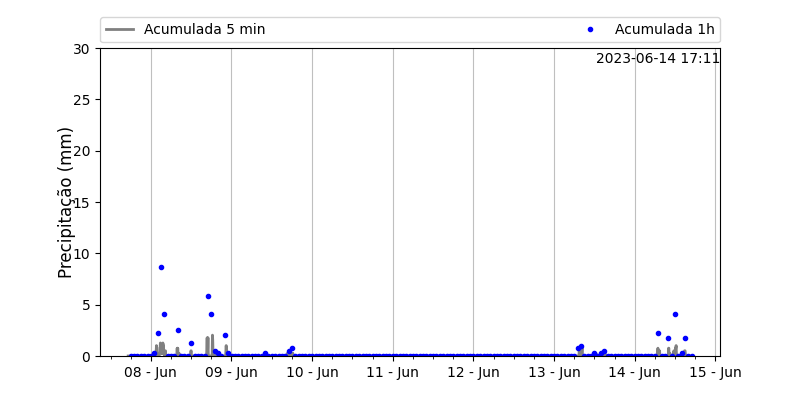 Acumulada 5 min
Acumulada 1h
2023-06-14 17:11
Precipitação (mm)
30
25
20
15
10
5
0
08 - Jun
09 - Jun
10 - Jun
11 - Jun
12 - Jun
13 - Jun
14 - Jun
15 - Jun